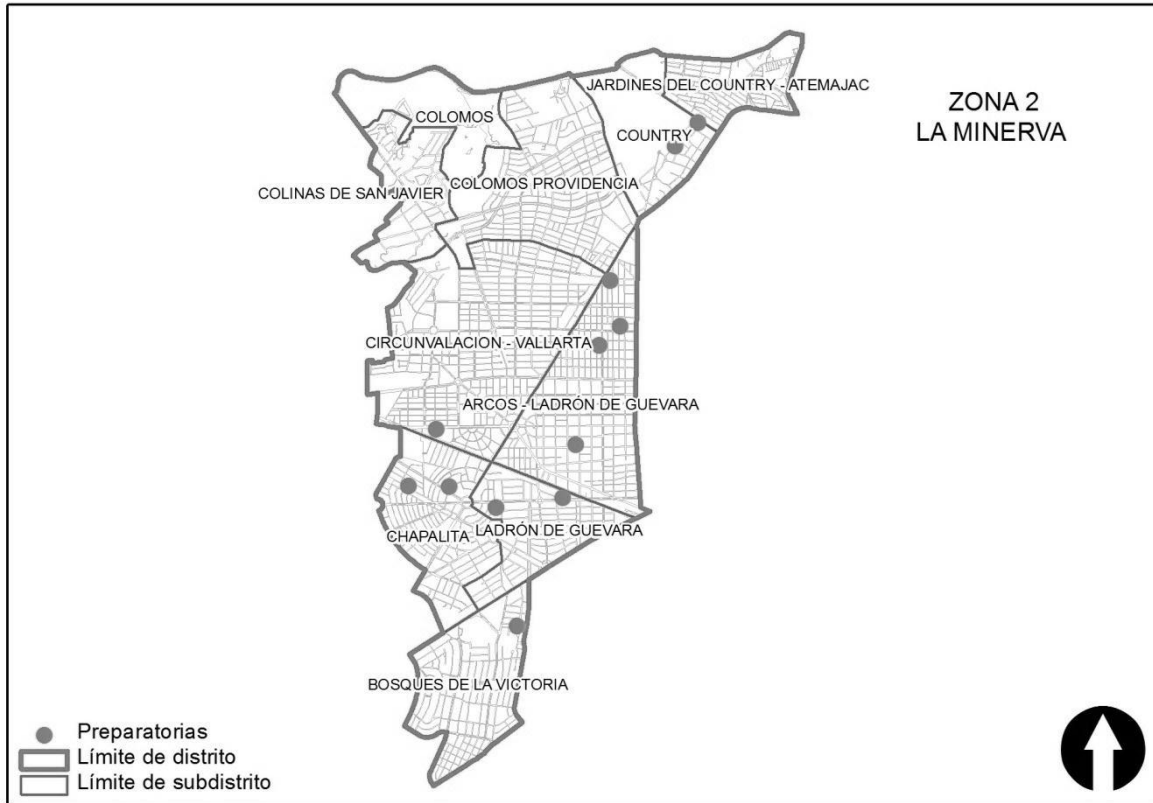 JARDINES DEL COUNTRY - ATEMAJAC
ZONA 2
LA MINERVA
COLOMOS
COUNTRY
COLOMOS PROVIDENCIA
COLINAS DE SAN JAVIER
CIRCUNVALACION - VALLARTA
ARCOS - LADRÓN DE GUEVARA
CHAPALITA
LADRÓN DE GUEVARA
BOSQUES DE LA VICTORIA
Preparatorias
Límite de distrito
Límite de subdistrito